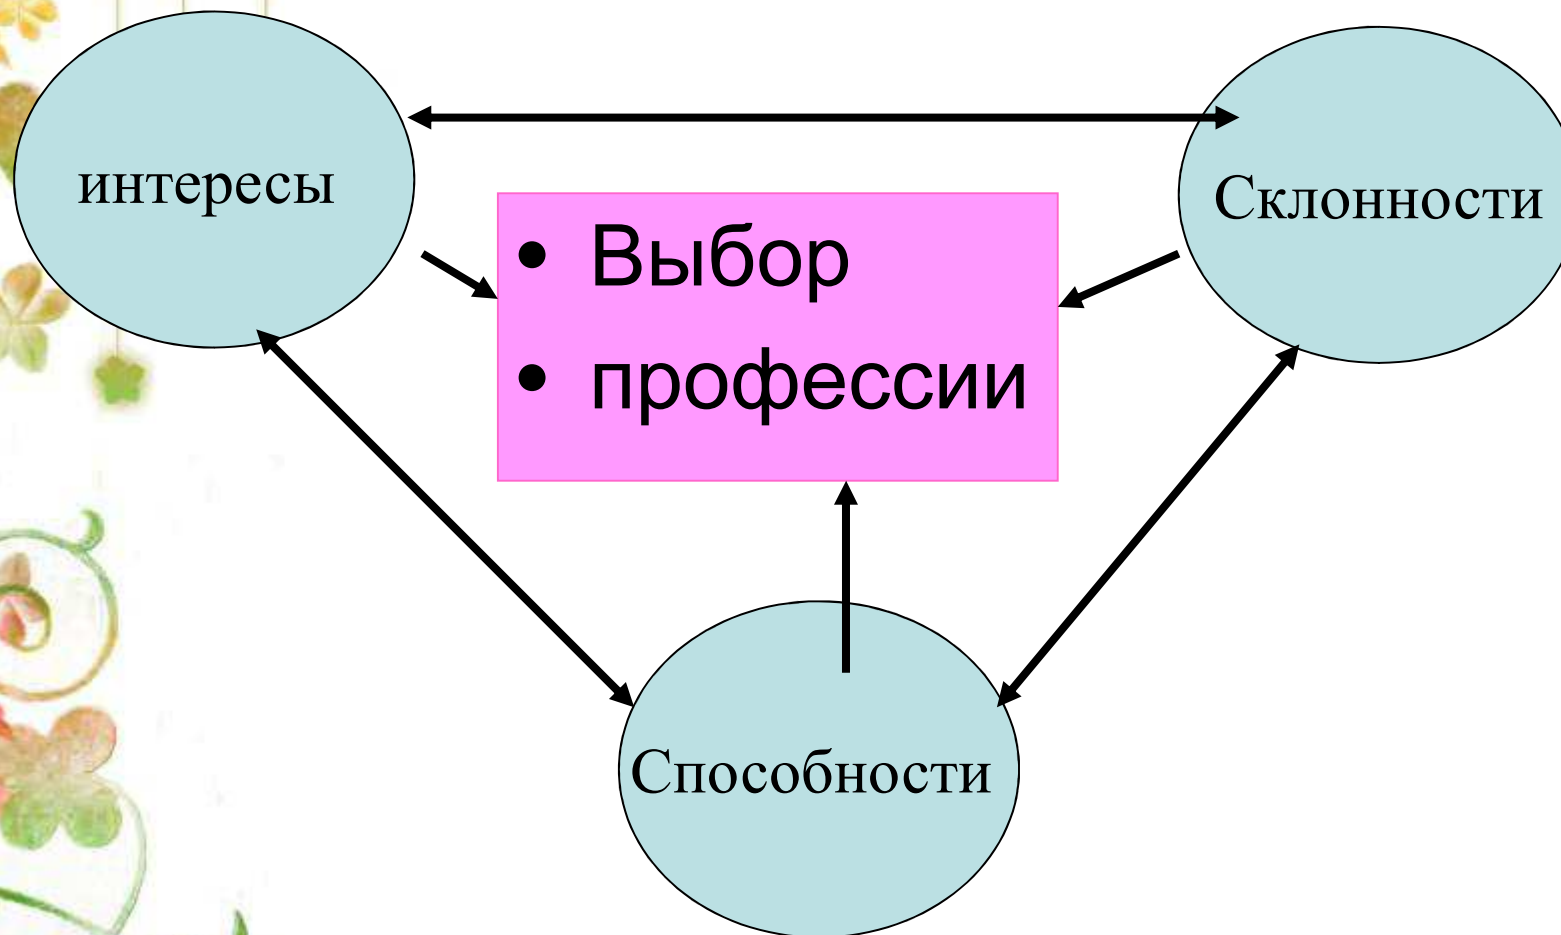 интересы
Склонности
• Выбор
• профессии
Способности